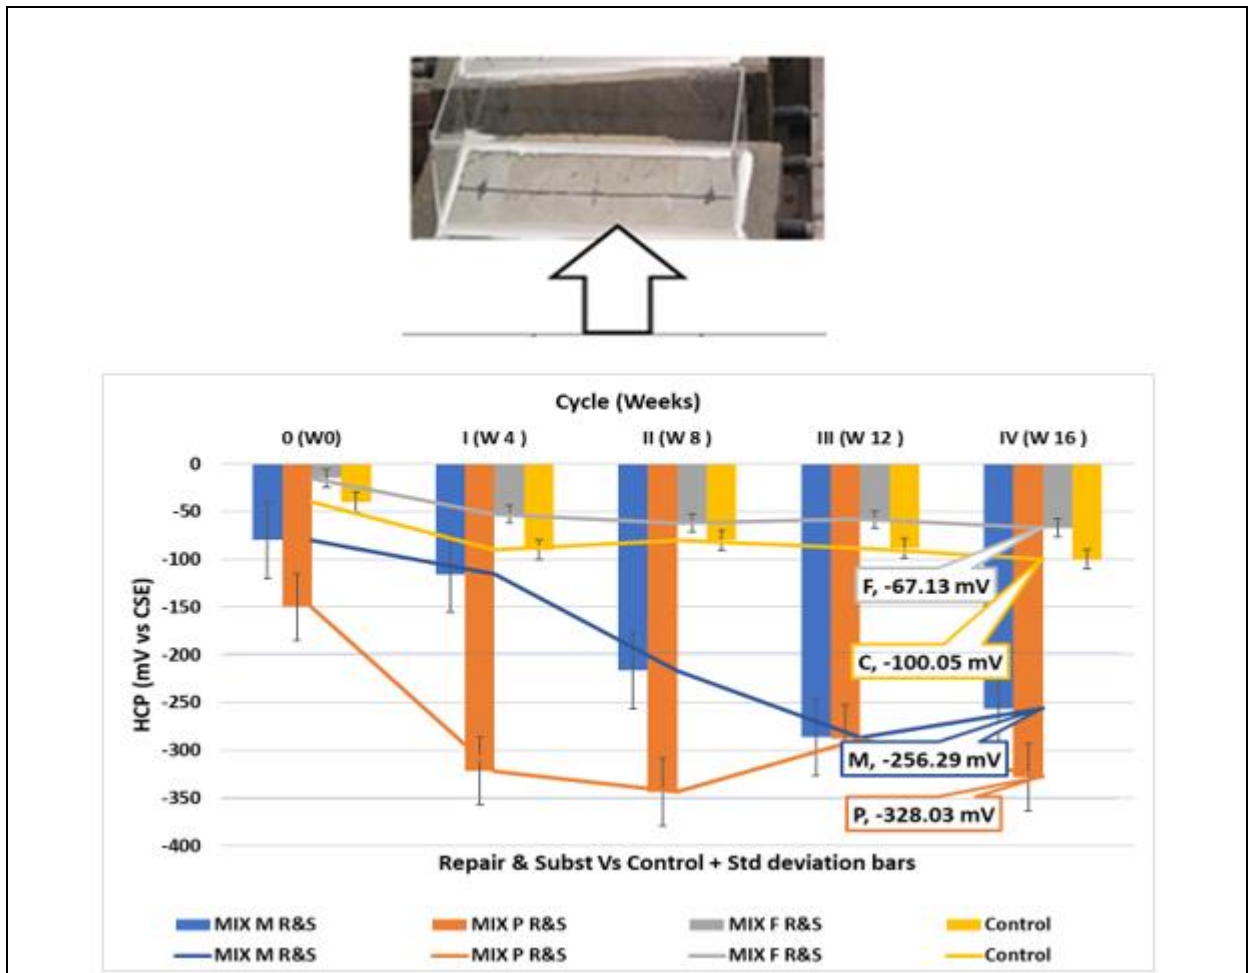 Cycle (Weeks)
0 (W0) I (W 4 ) II (W 8 ) III (W 12 ) IV (W 16 )
HCP (mV vs CSE)
0
-50
-100
-150
-200
-250
-300
-350
-400
F, -67.13 mV
C, -100.05 mV
M, -256.29 mV
P, -328.03 mV
Repair & Subst Vs Control + Std deviation bars
MIX M R&S MIX P R&S MIX F R&S Control
MIX M R&S MIX P R&S MIX F R&S Control